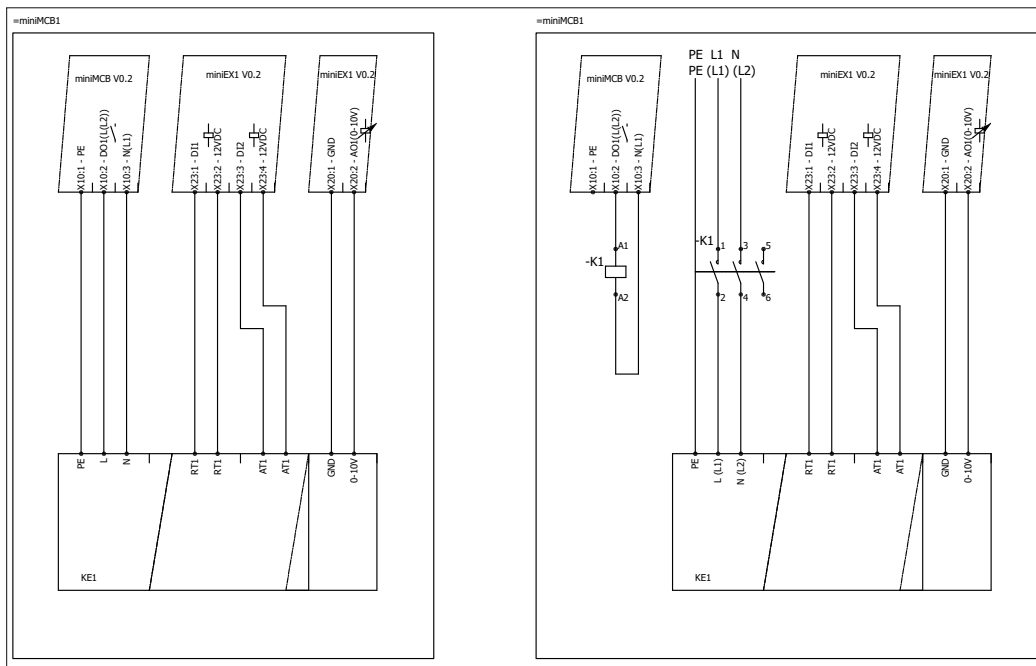 =miniMCB1
miniMCB V0.2
miniEX1 V0.2
miniEX1 V0.2
X10:1 - PE
X10:2 - DO1(L(L2))
X10:3 - N(L1)
X23:1 - DI1
X23:2 - 12VDC
X23:3 - DI2
X23:4 - 12VDC
X20:1 - GND
X20:2 - AO1(0-10V)
PE
L
N
RT1
RT1
AT1
AT1
GND
0-10V
KE1
=miniMCB1
PE L1 N
PE (L1) (L2)
miniMCB V0.2
miniEX1 V0.2
miniEX1 V0.2
X10:1 - PE
X10:2 - DO1(L(L2))
X10:3 - N(L1)
X23:1 - DI1
X23:2 - 12VDC
X23:3 - DI2
X23:4 - 12VDC
X20:1 - GND
X20:2 - AO1(0-10V)
A1
-K1
A2
-K1
1
3
5
2
4
6
PE
L (L1)
N (L2)
RT1
RT1
AT1
AT1
GND
0-10V
KE1